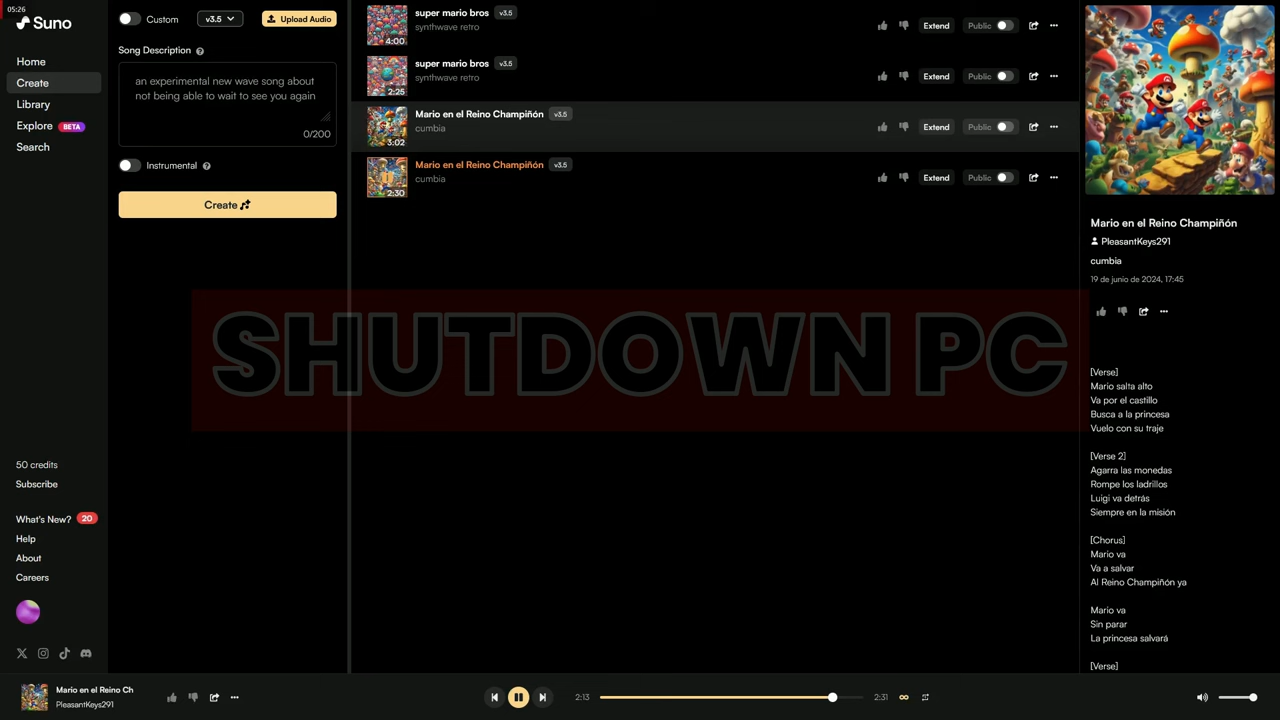 05:26
Suno
Home
Create
Library
Explore BETA
Search
50 credits
Subscribe
What's New? 20
Help
About
Careers
Custom
v3.5
Upload Audio
Song Description
an experimental new wave song about
not being able to wait to see you again
0/200
Instrumental
Create
4:00
super mario bros v3.5
synthwave retro
Extend
Public
2:25
super mario bros v3.5
synthwave retro
Extend
Public
3:02
Mario en el Reino Champiñón v3.5
cumbia
Extend
Public
2:30
Mario en el Reino Champiñón v3.5
cumbia
Extend
Public
SHUTDOWN PC
Mario en el Reino Champiñón
PleasantKeys291
cumbia
19 de junio de 2024, 17:45
[Verse]
Mario salta alto
Va por el castillo
Busca a la princesa
Vuelo con su traje
[Verse 2]
Agarra las monedas
Rompe los ladrillos
Luigi va detrás
Siempre en la misión
[Chorus]
Mario va
Va a salvar
Al Reino Champiñón ya
Mario va
Sin parar
La princesa salvará
[Verse]
Mario en el Reino Ch
PleasantKeys291
2:13
2:31